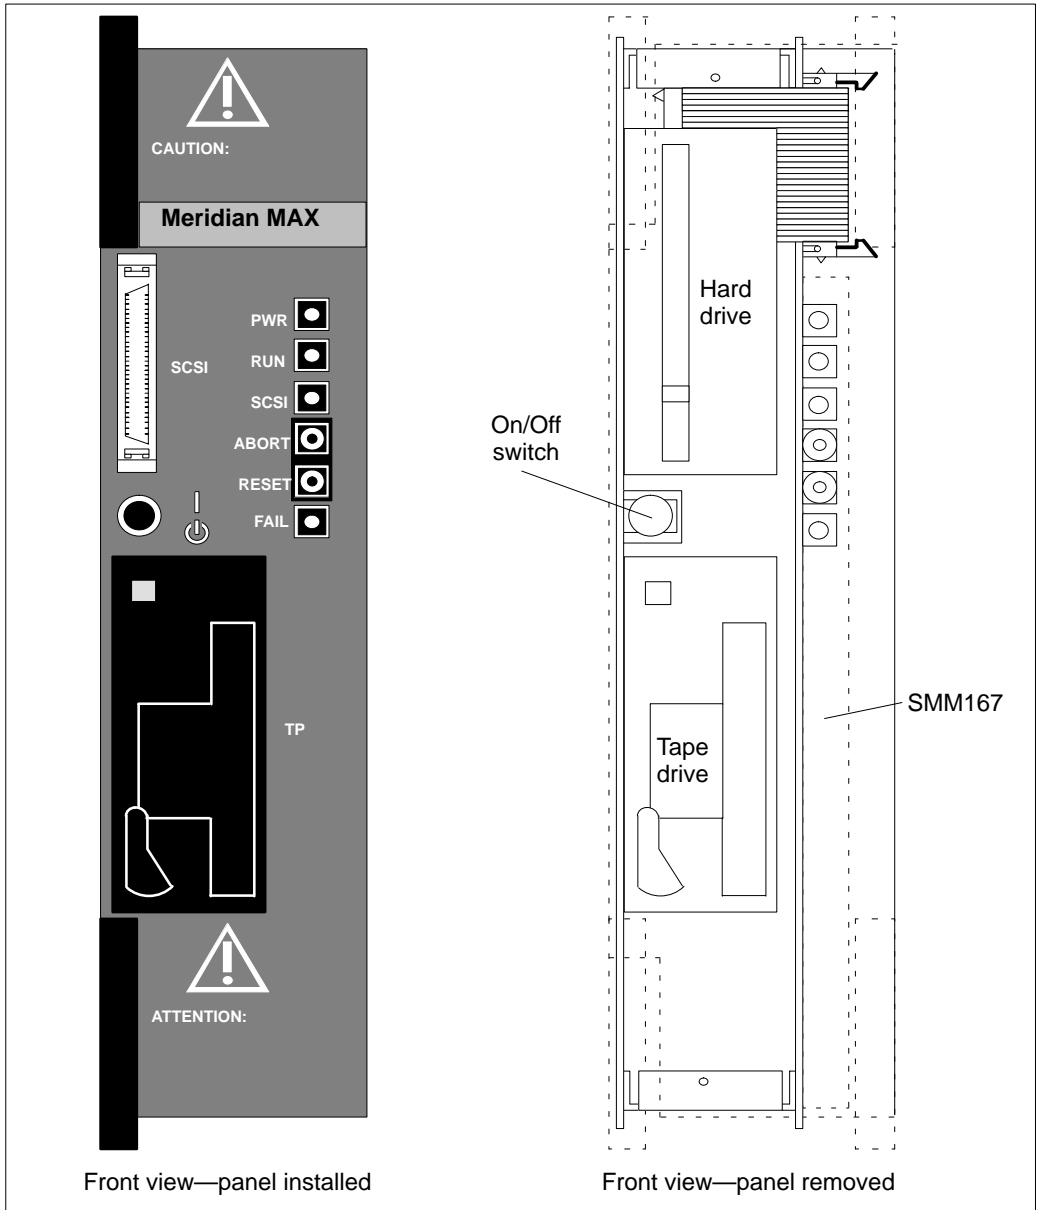 CAUTION:
Meridian MAX
SCSI
PWR
RUN
SCSI
ABORT
RESET
FAIL
TP
ATTENTION:
Front view—panel installed
Hard
drive
On/Off
switch
SMM167
Tape
drive
Front view—panel removed